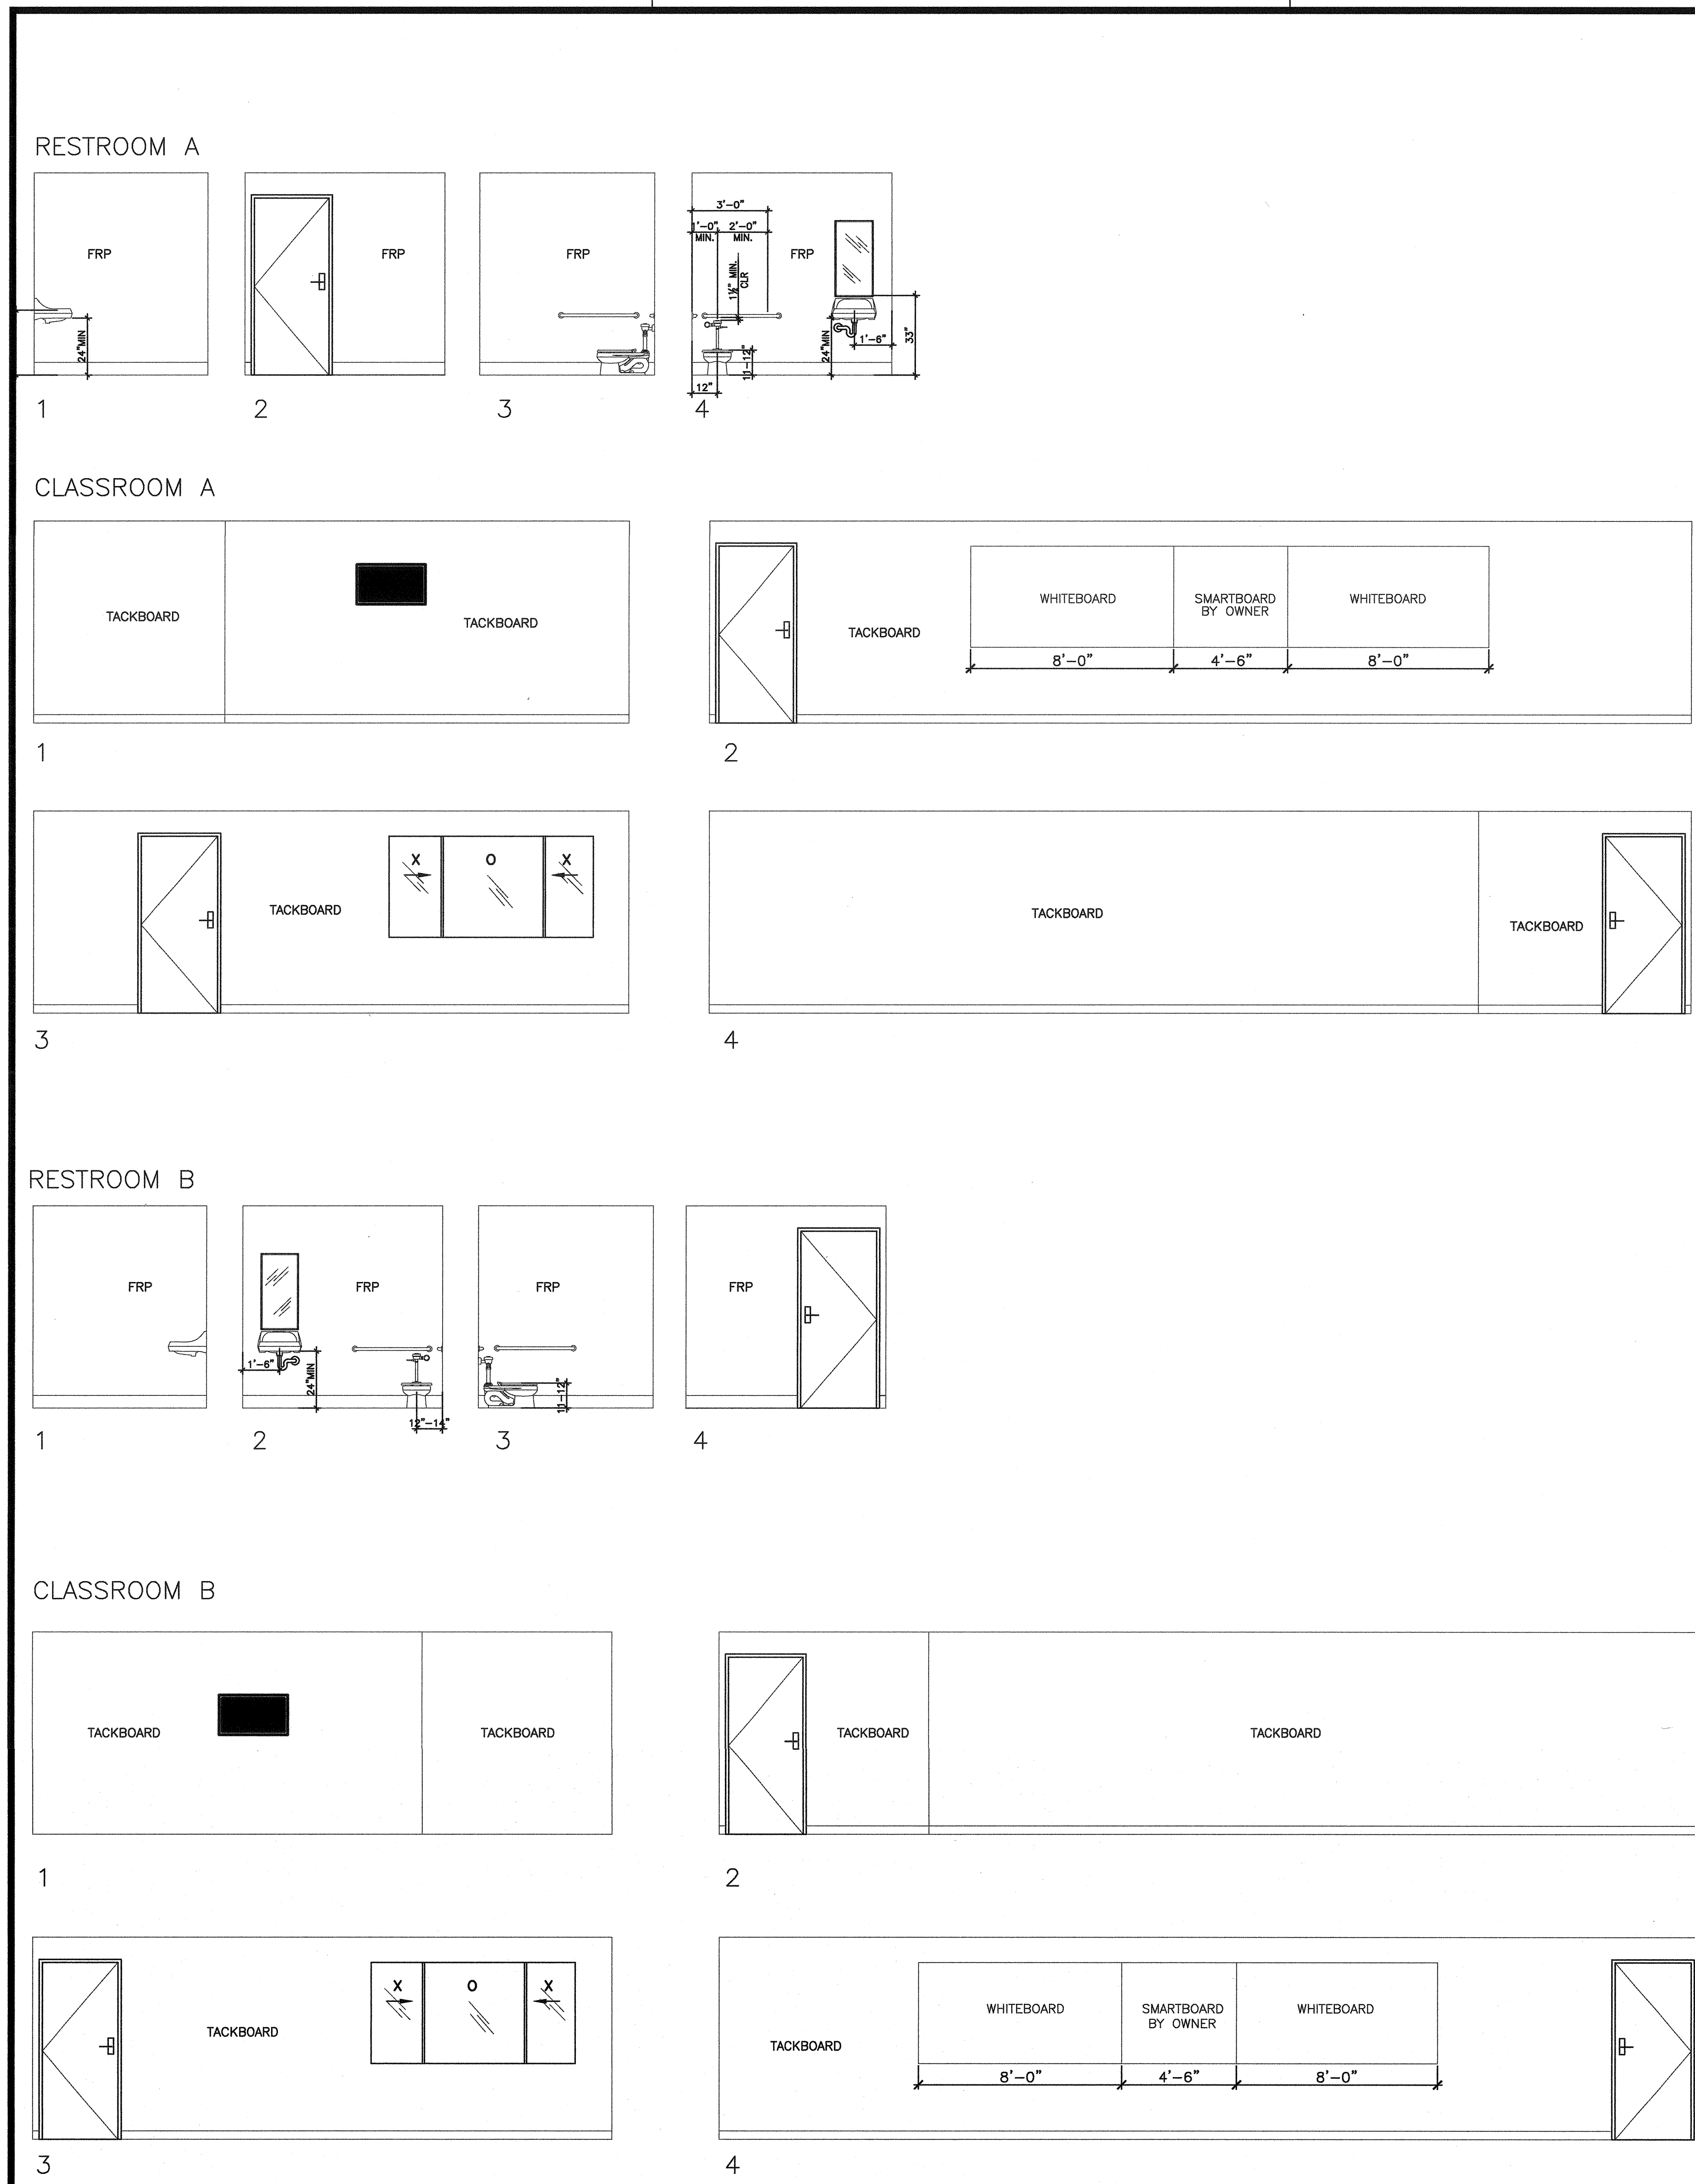 RESTROOM A
FRP
24"MIN
1
FRP
2
FRP
3
3'-0"
1'-0" 2'-0"
MIN. MIN.
1½" MIN.
CLR
FRP
24"MIN
1'-6"
33"
11-12"
12"
4
CLASSROOM A
TACKBOARD
TACKBOARD
1
TACKBOARD
WHITEBOARD
SMARTBOARD
BY OWNER
WHITEBOARD
8'-0" 4'-6" 8'-0"
2
TACKBOARD
X O X
3
TACKBOARD
TACKBOARD
4
RESTROOM B
FRP
1
FRP
1'-6"
24"MIN
12"-14"
2
FRP
11-12"
3
FRP
4
CLASSROOM B
TACKBOARD
TACKBOARD
1
TACKBOARD
TACKBOARD
2
TACKBOARD
X O X
3
TACKBOARD
WHITEBOARD
SMARTBOARD
BY OWNER
WHITEBOARD
8'-0" 4'-6" 8'-0"
4